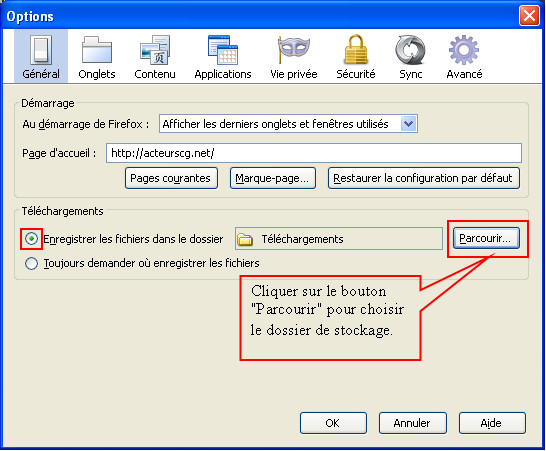 Options
Général Onglets Contenu Applications Vie privée Sécurité Sync Avancé
Démarrage
Au démarrage de Firefox : Afficher les derniers onglets et fenêtres utilisés
Page d'accueil : http://acteurscg.net/
Pages courantes Marque-page... Restaurer la configuration par défaut
Téléchargements
Enregistrer les fichiers dans le dossier Téléchargements Parcourir...
Toujours demander où enregistrer les fichiers
Cliquer sur le bouton
"Parcourir" pour choisir
le dossier de stockage.
OK Annuler Aide